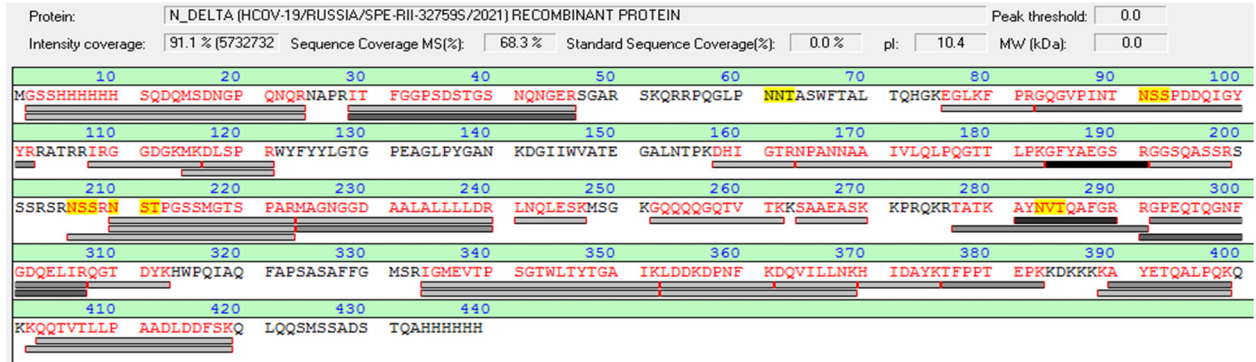 Protein: N_DELTA (HCOV-19/RUSSIA/SPE-RII-32759S/2021) RECOMBINANT PROTEIN Peak threshold: 0.0
Intensity coverage: 91.1 % (5732732 Sequence Coverage MS(%): 68.3 % Standard Sequence Coverage(%): 0.0 % pI: 10.4 MW (kDa): 0.0
10 20 30 40 50 60 70 80 90 100
MGSSHHHHHH SQDQMSDNGP QNQRNAPRIT FGGPSDSTGS NQNGERSGAR SKQRRPQGLP NNTASWFTAL TQHGKEGLKF PRGQGVPINT NSSPDDQIGY
110 120 130 140 150 160 170 180 190 200
YRRATRRIRG GDGKMKDLSP RWYFYYLGTG PEAGLPYGAN KDGIIWVATE GALNTPKDHI GTRNPANNAA IVLQLPQGTT LPKGFYAEGS RGGSQASSRS
210 220 230 240 250 260 270 280 290 300
SSRSRNSSRN STPGSSMGTS PARMAGNGGD AALALLLLDR LNQLESKMSG KGQQQQGQTV TKKSAAEASK KPRQKRTATK AYNVTQAFGR RGPEQTQGNF
310 320 330 340 350 360 370 380 390 400
GDQELIRQGT DYKHWPQIAQ FAPSASAFFG MSRIGMEVTP SGTWLTYTGA IKLDDKDPNF KDQVILLNKH IDAYKTFPPT EPKKDKKKKA YETQALPQKQ
410 420 430 440
KKQQTVTLLP AADLDDFSKQ LQQSMSSADS TQAHHHHHH